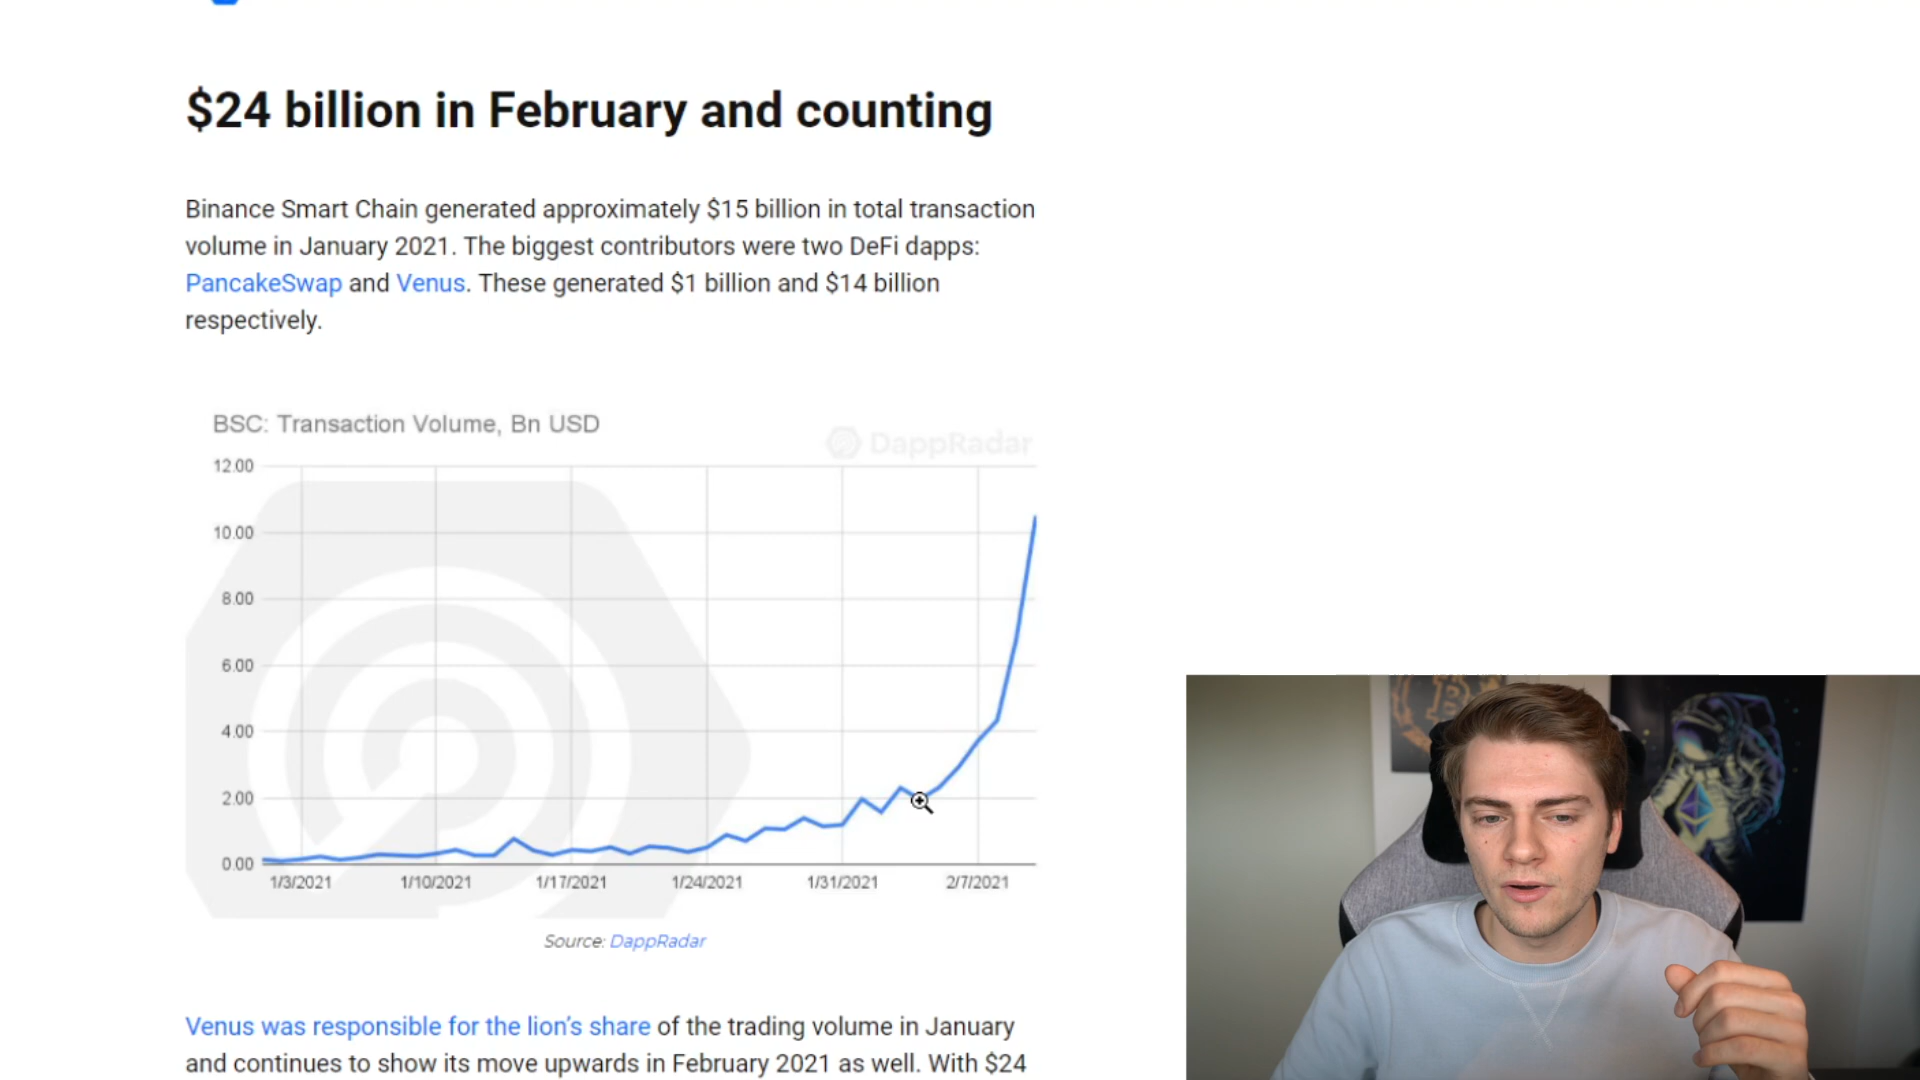 $24 billion in February and counting
Binance Smart Chain generated approximately $15 billion in total transaction
volume in January 2021. The biggest contributors were two DeFi dapps:
PancakeSwap and Venus. These generated $1 billion and $14 billion
respectively.
BSC: Transaction Volume, Bn USD
DappRadar
12.00
10.00
8.00
6.00
4.00
2.00
0.00
1/3/2021 1/10/2021 1/17/2021 1/24/2021 1/31/2021 2/7/2021
Source: DappRadar
Venus was responsible for the lion's share of the trading volume in January
and continues to show its move upwards in February 2021 as well. With $24